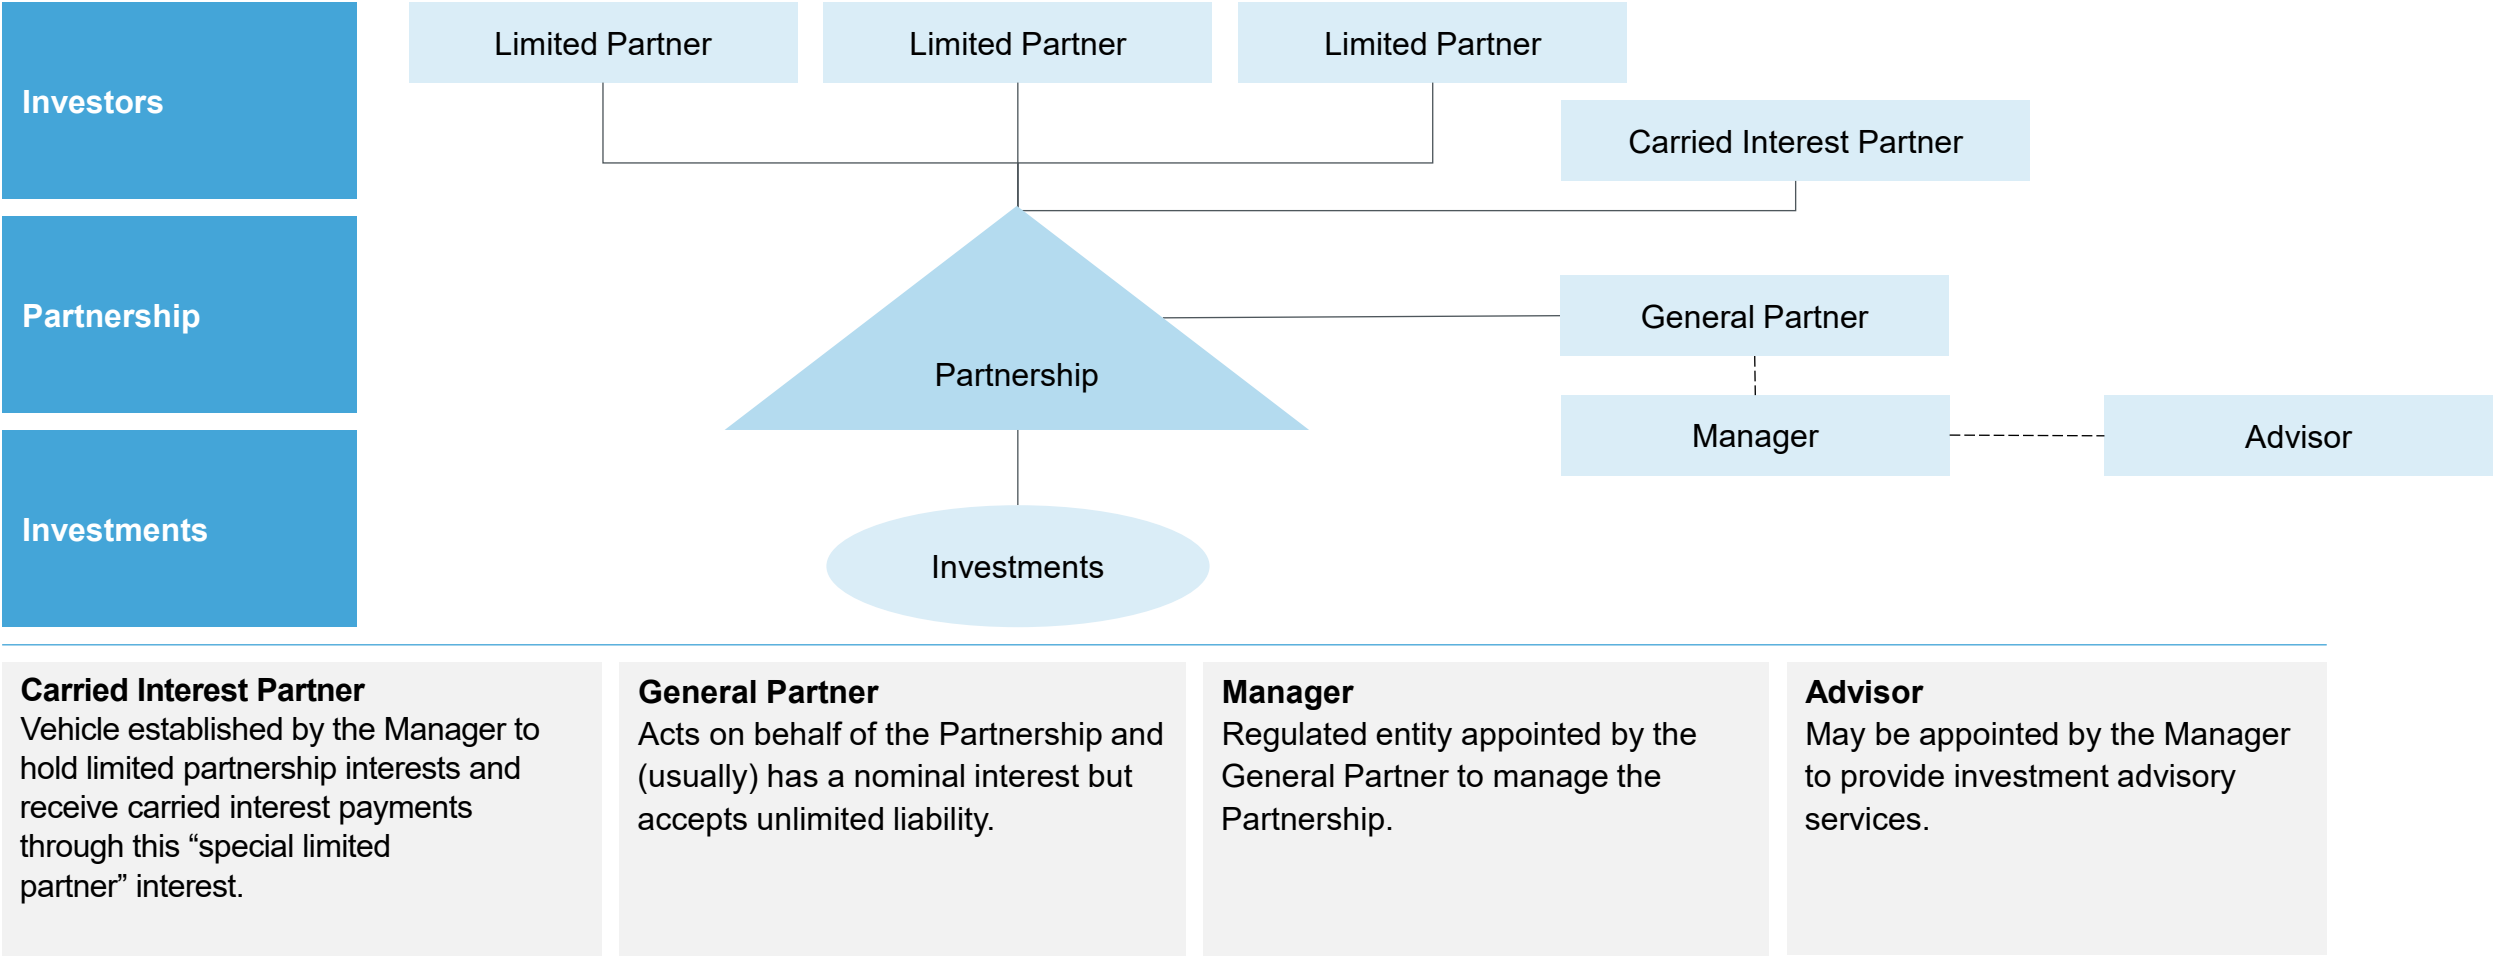 Investors
Limited Partner
Limited Partner
Limited Partner
Carried Interest Partner
Partnership
Partnership
General Partner
Manager
Advisor
Investments
Investments
Carried Interest Partner
Vehicle established by the Manager to
hold limited partnership interests and
receive carried interest payments
through this “special limited
partner” interest.
General Partner
Acts on behalf of the Partnership and
(usually) has a nominal interest but
accepts unlimited liability.
Manager
Regulated entity appointed by the
General Partner to manage the
Partnership.
Advisor
May be appointed by the Manager
to provide investment advisory
services.